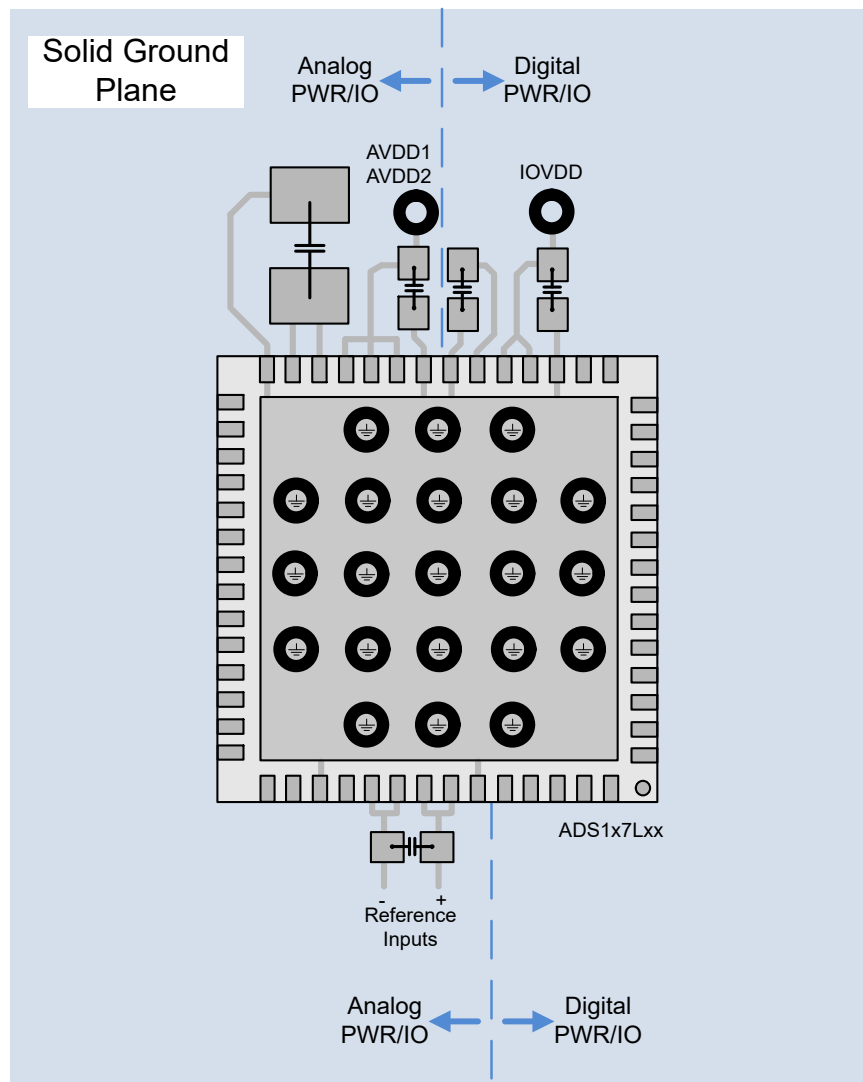 Solid Ground
Plane
Analog
PWR/IO
Digital
PWR/IO
AVDD1
AVDD2
IOVDD
ADS1x7Lxx
- +
Reference
Inputs
Analog
PWR/IO
Digital
PWR/IO